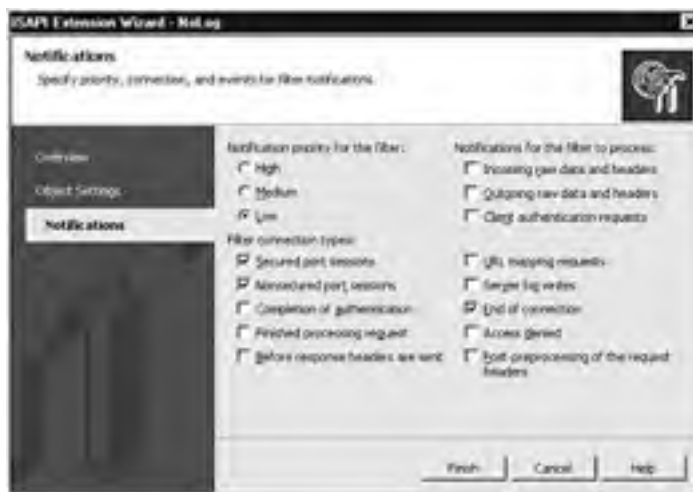 ISAPI Extension Wizard - NoLog
Notifications
Specify priority, connection, and events for filter notifications.
Overview
Object Settings
Notifications
Notification priority for the filter:
High
Medium
Low
Filter connection types:
Secured port sessions
Nonsecured port sessions
Completion of authentication
Finished processing request
Before response headers are sent
Notifications for the filter to process:
Incoming raw data and headers
Outgoing raw data and headers
Client authentication requests
URL mapping requests
Server log writes
End of connection
Access denied
Post-preprocessing of the request
headers
Finish
Cancel
Help